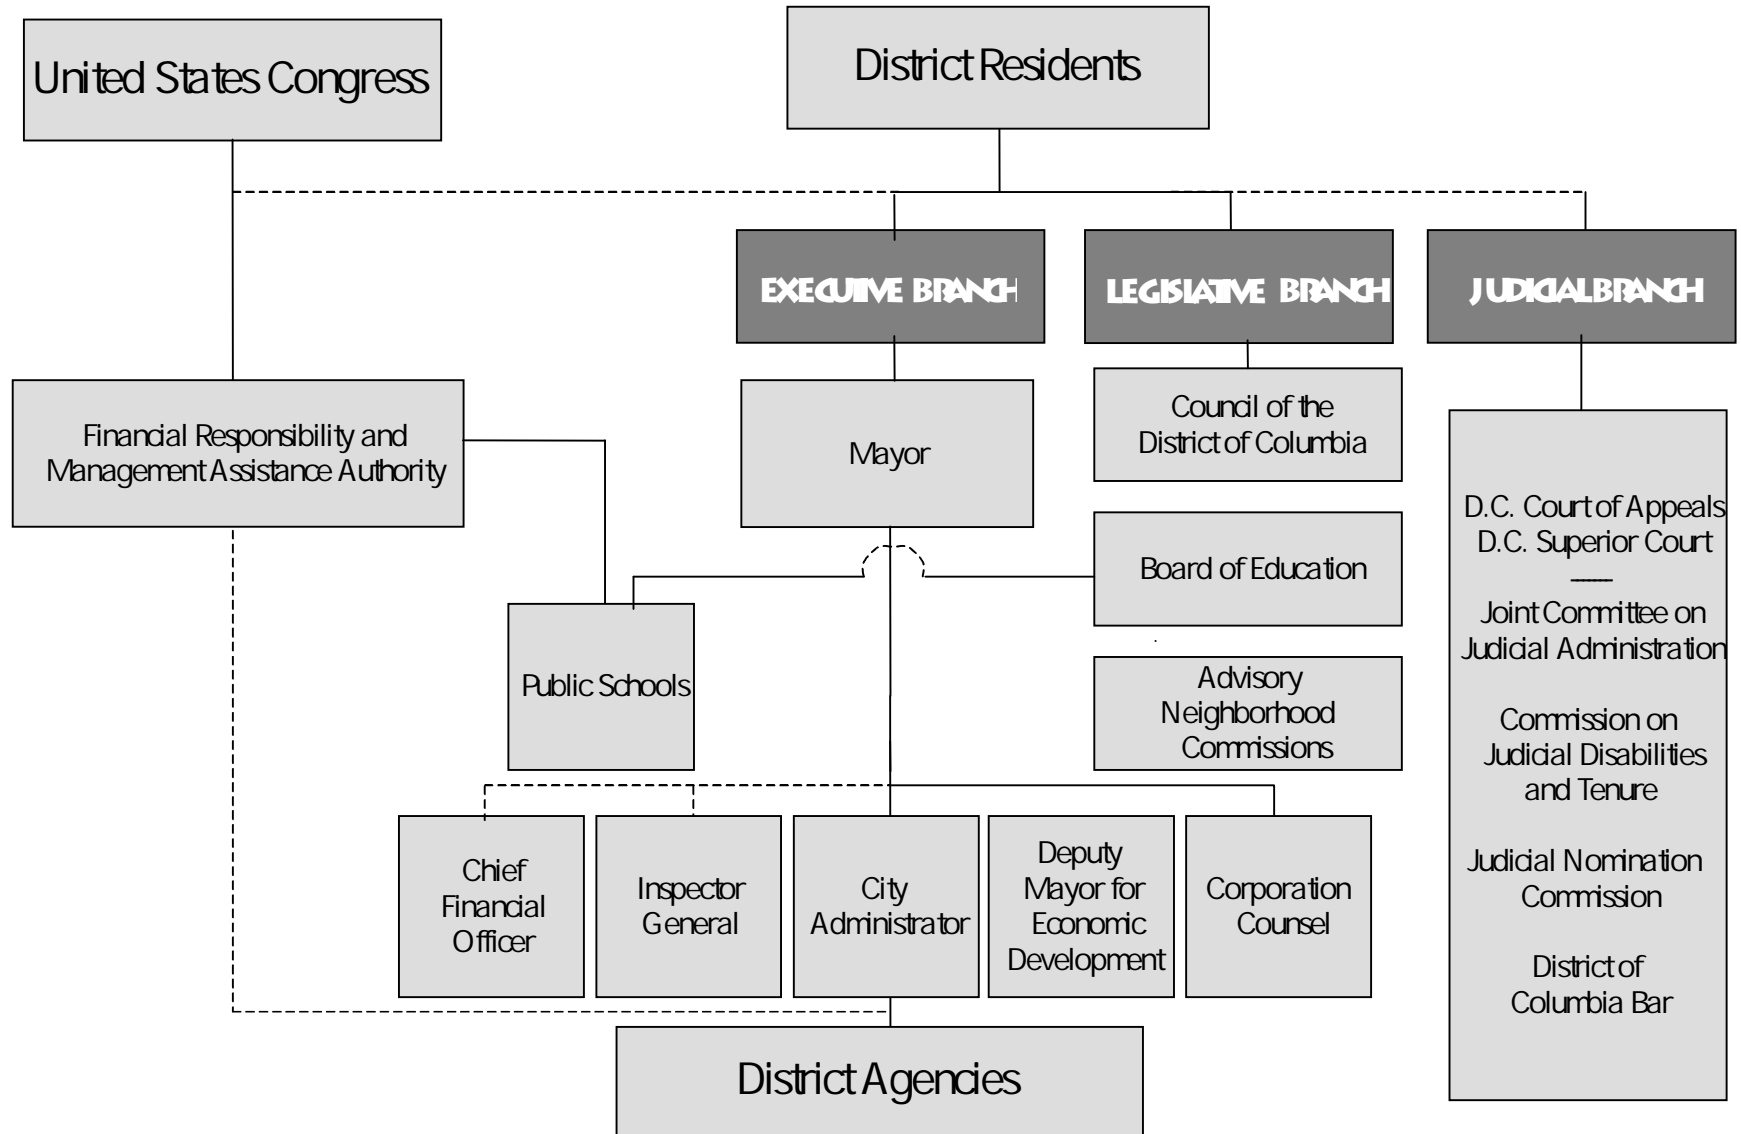 United States Congress
District Residents
EXECUTIVE BRANCH
LEGISLATIVE BRANCH
JUDICIAL BRANCH
Financial Responsibility and
Management Assistance Authority
Mayor
Council of the
District of Columbia
Board of Education
Public Schools
Advisory
Neighborhood
Commissions
D.C. Court of Appeals
D.C. Superior Court
Joint Committee on
Judicial Administration
Commission on
Judicial Disabilities
and Tenure
Judicial Nomination
Commission
District of
Columbia Bar
Chief
Financial
Officer
Inspector
General
City
Administrator
Deputy
Mayor for
Economic
Development
Corporation
Counsel
District Agencies